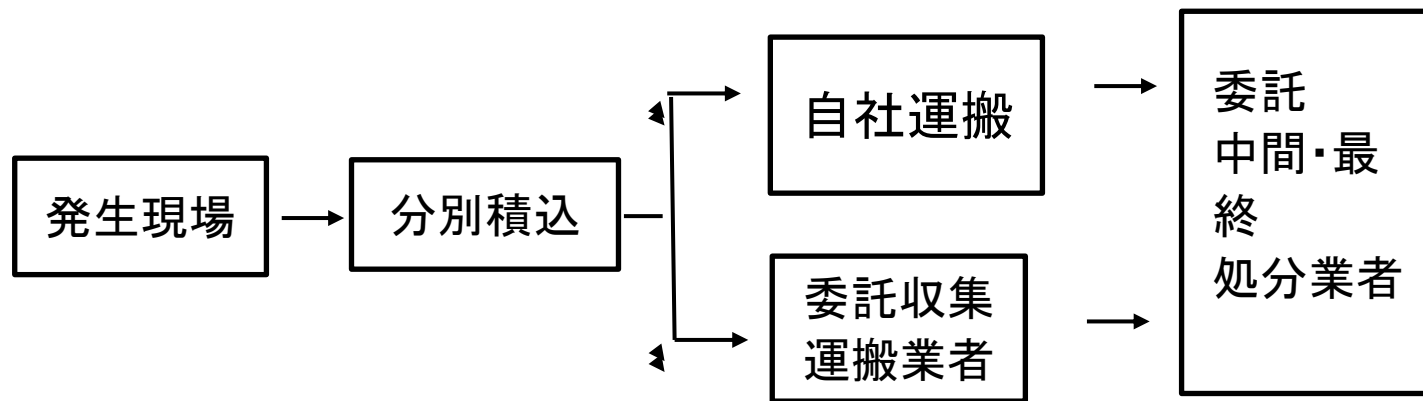 発生現場
分別積込
自社運搬
委託収集
運搬業者
委託
中間・最
終
処分業者